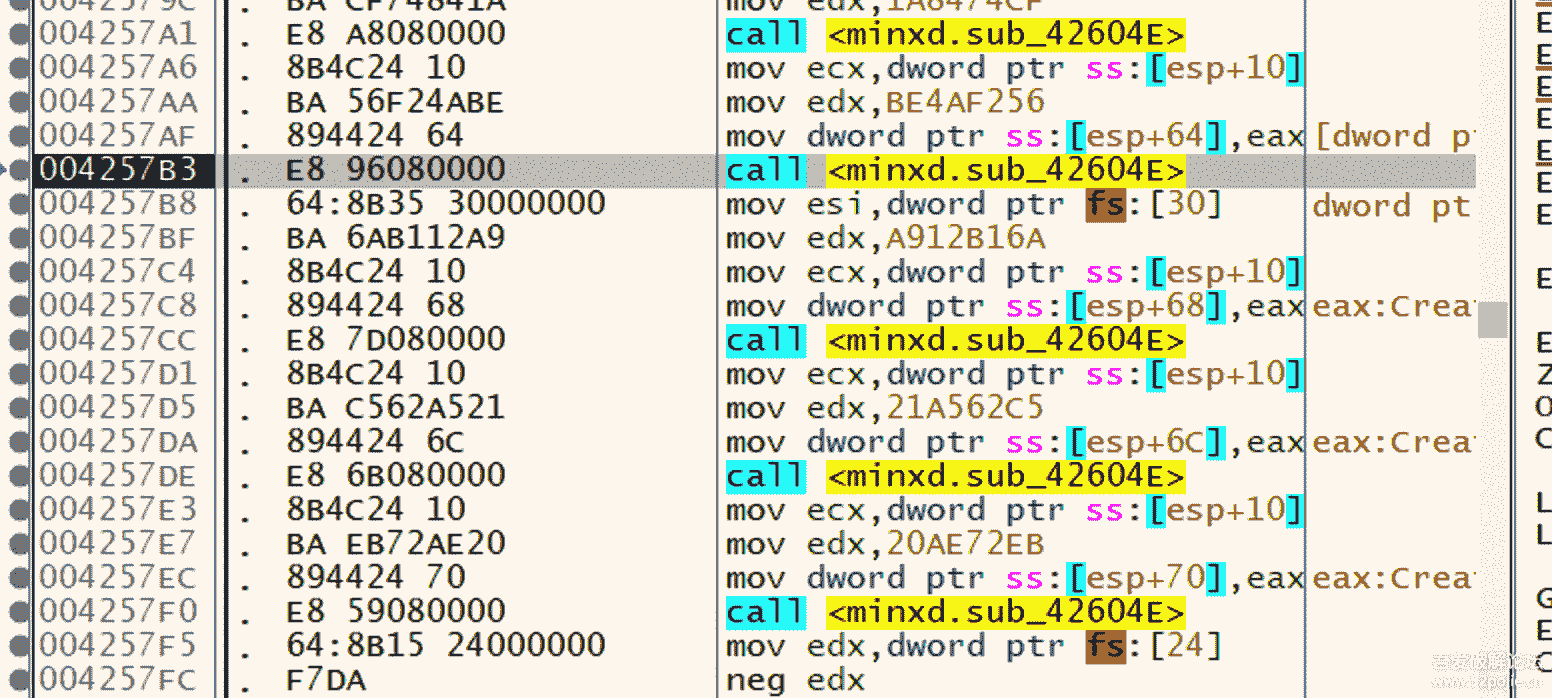 BA CF74841A mov edx,1A8474CF
004257A1 . E8 A8080000 call <minxd.sub_42604E>
004257A6 . 8B4C24 10 mov ecx,dword ptr ss:[esp+10]
004257AA . BA 56F24ABE mov edx,BE4AF256
004257AF . 894424 64 mov dword ptr ss:[esp+64],eax [dword p
004257B3 . E8 96080000 call <minxd.sub_42604E>
004257B8 . 64:8B35 30000000 mov esi,dword ptr fs:[30] dword pt
004257BF . BA 6AB112A9 mov edx,A912B16A
004257C4 . 8B4C24 10 mov ecx,dword ptr ss:[esp+10]
004257C8 . 894424 68 mov dword ptr ss:[esp+68],eax eax:Crea
004257CC . E8 7D080000 call <minxd.sub_42604E>
004257D1 . 8B4C24 10 mov ecx,dword ptr ss:[esp+10]
004257D5 . BA C562A521 mov edx,21A562C5
004257DA . 894424 6C mov dword ptr ss:[esp+6C],eax eax:Crea
004257DE . E8 6B080000 call <minxd.sub_42604E>
004257E3 . 8B4C24 10 mov ecx,dword ptr ss:[esp+10]
004257E7 . BA EB72AE20 mov edx,20AE72EB
004257EC . 894424 70 mov dword ptr ss:[esp+70],eax eax:Crea
004257F0 . E8 59080000 call <minxd.sub_42604E>
004257F5 . 64:8B15 24000000 mov edx,dword ptr fs:[24]
004257FC . F7DA neg edx